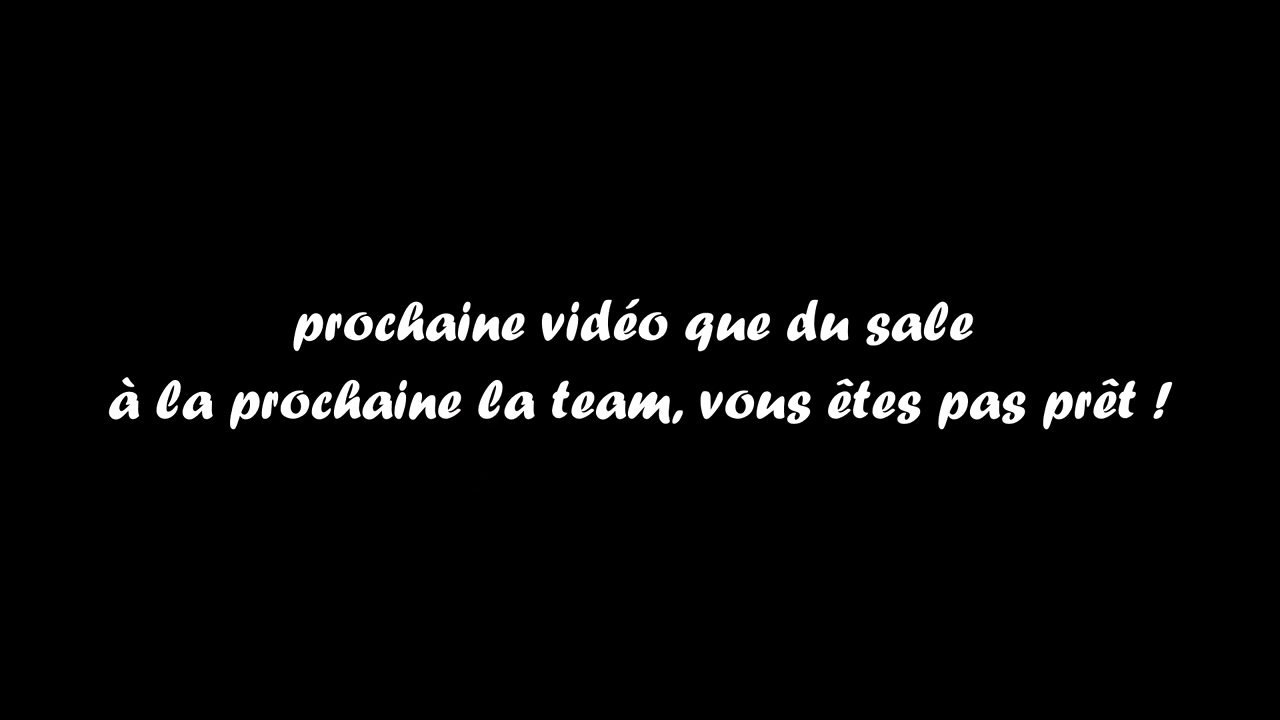 prochaine vidéo que du sale
à la prochaine la team, vous êtes pas prêt !